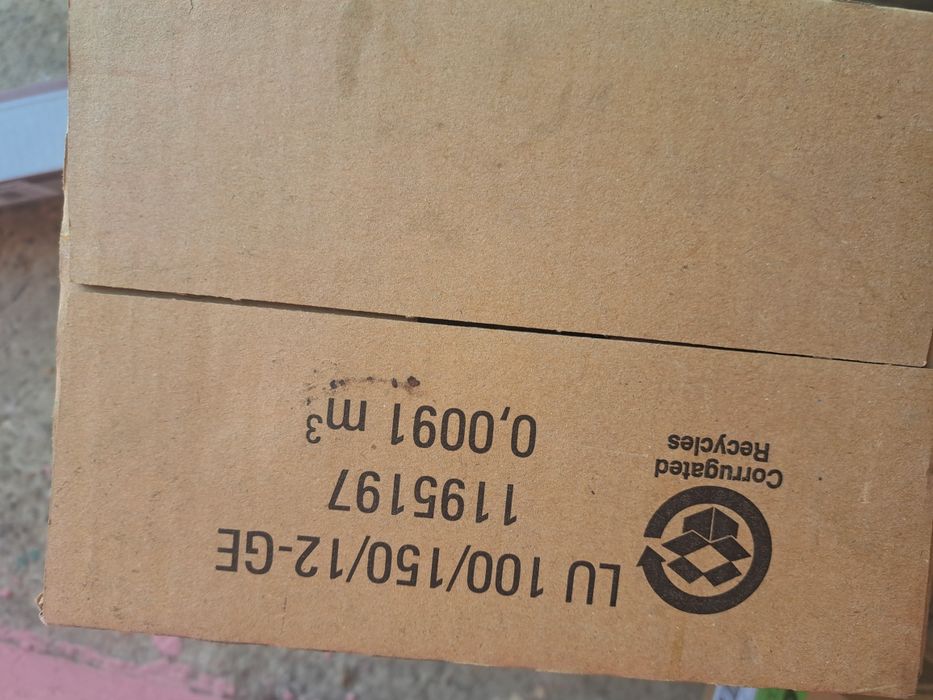 LU 100/150/12-GE
1195197
0,0091 m³
Corrugated
Recycles